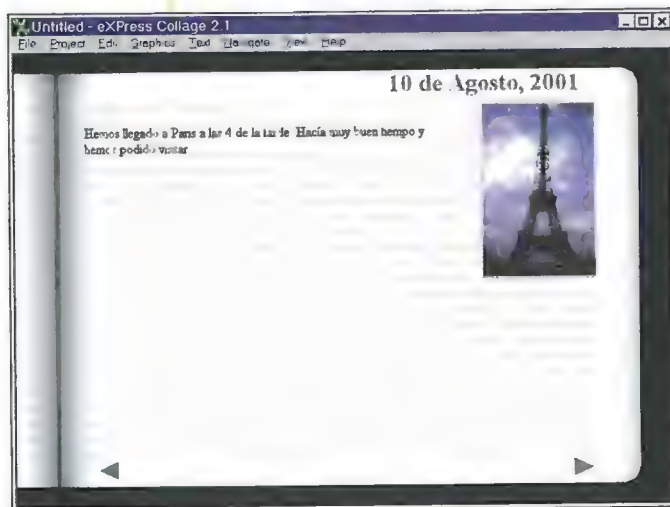 Untitled - eXPress Collage 2.1
File Project Edit Graphics Text Navigate View Help
10 de Agosto, 2001
Hemos llegado a Paris a las 4 de la tarde. Hacía muy buen tiempo y
hemos podido visitar